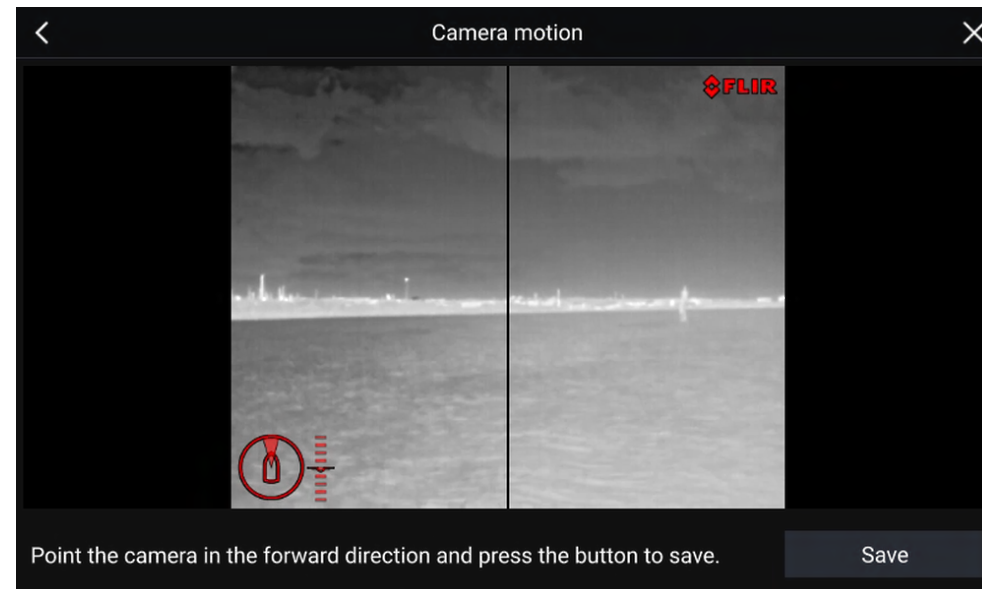 Camera motion
FLIR
Point the camera in the forward direction and press the button to save.
Save